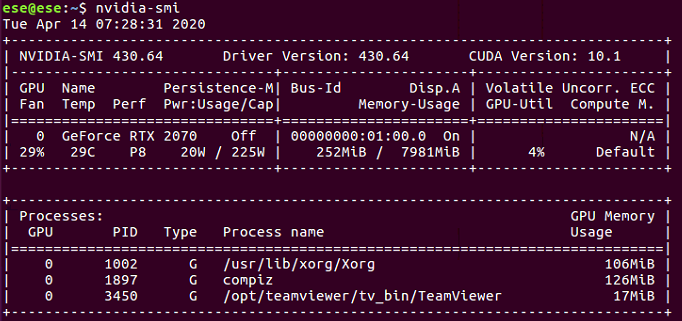 ese@ese:~$ nvidia-smi
Tue Apr 14 07:28:31 2020
+-----------------------------------------------------------------------------+
| NVIDIA-SMI 430.64       Driver Version: 430.64       CUDA Version: 10.1     |
|-------------------------------+----------------------+----------------------+
| GPU  Name        Persistence-M| Bus-Id        Disp.A | Volatile Uncorr. ECC |
| Fan  Temp  Perf  Pwr:Usage/Cap|         Memory-Usage | GPU-Util  Compute M. |
|===============================+======================+======================|
|   0  GeForce RTX 2070    Off  | 00000000:01:00.0  On |                  N/A |
| 29%   29C    P8    20W / 225W |    252MiB /  7981MiB |      4%      Default |
+-------------------------------+----------------------+----------------------+
+-----------------------------------------------------------------------------+
| Processes:                                                       GPU Memory |
|  GPU       PID   Type   Process name                             Usage      |
|=============================================================================|
|    0      1002      G   /usr/lib/xorg/Xorg                           106MiB |
|    0      1897      G   compiz                                       126MiB |
|    0      3450      G   /opt/teamviewer/tv_bin/TeamViewer             17MiB |
+-----------------------------------------------------------------------------+